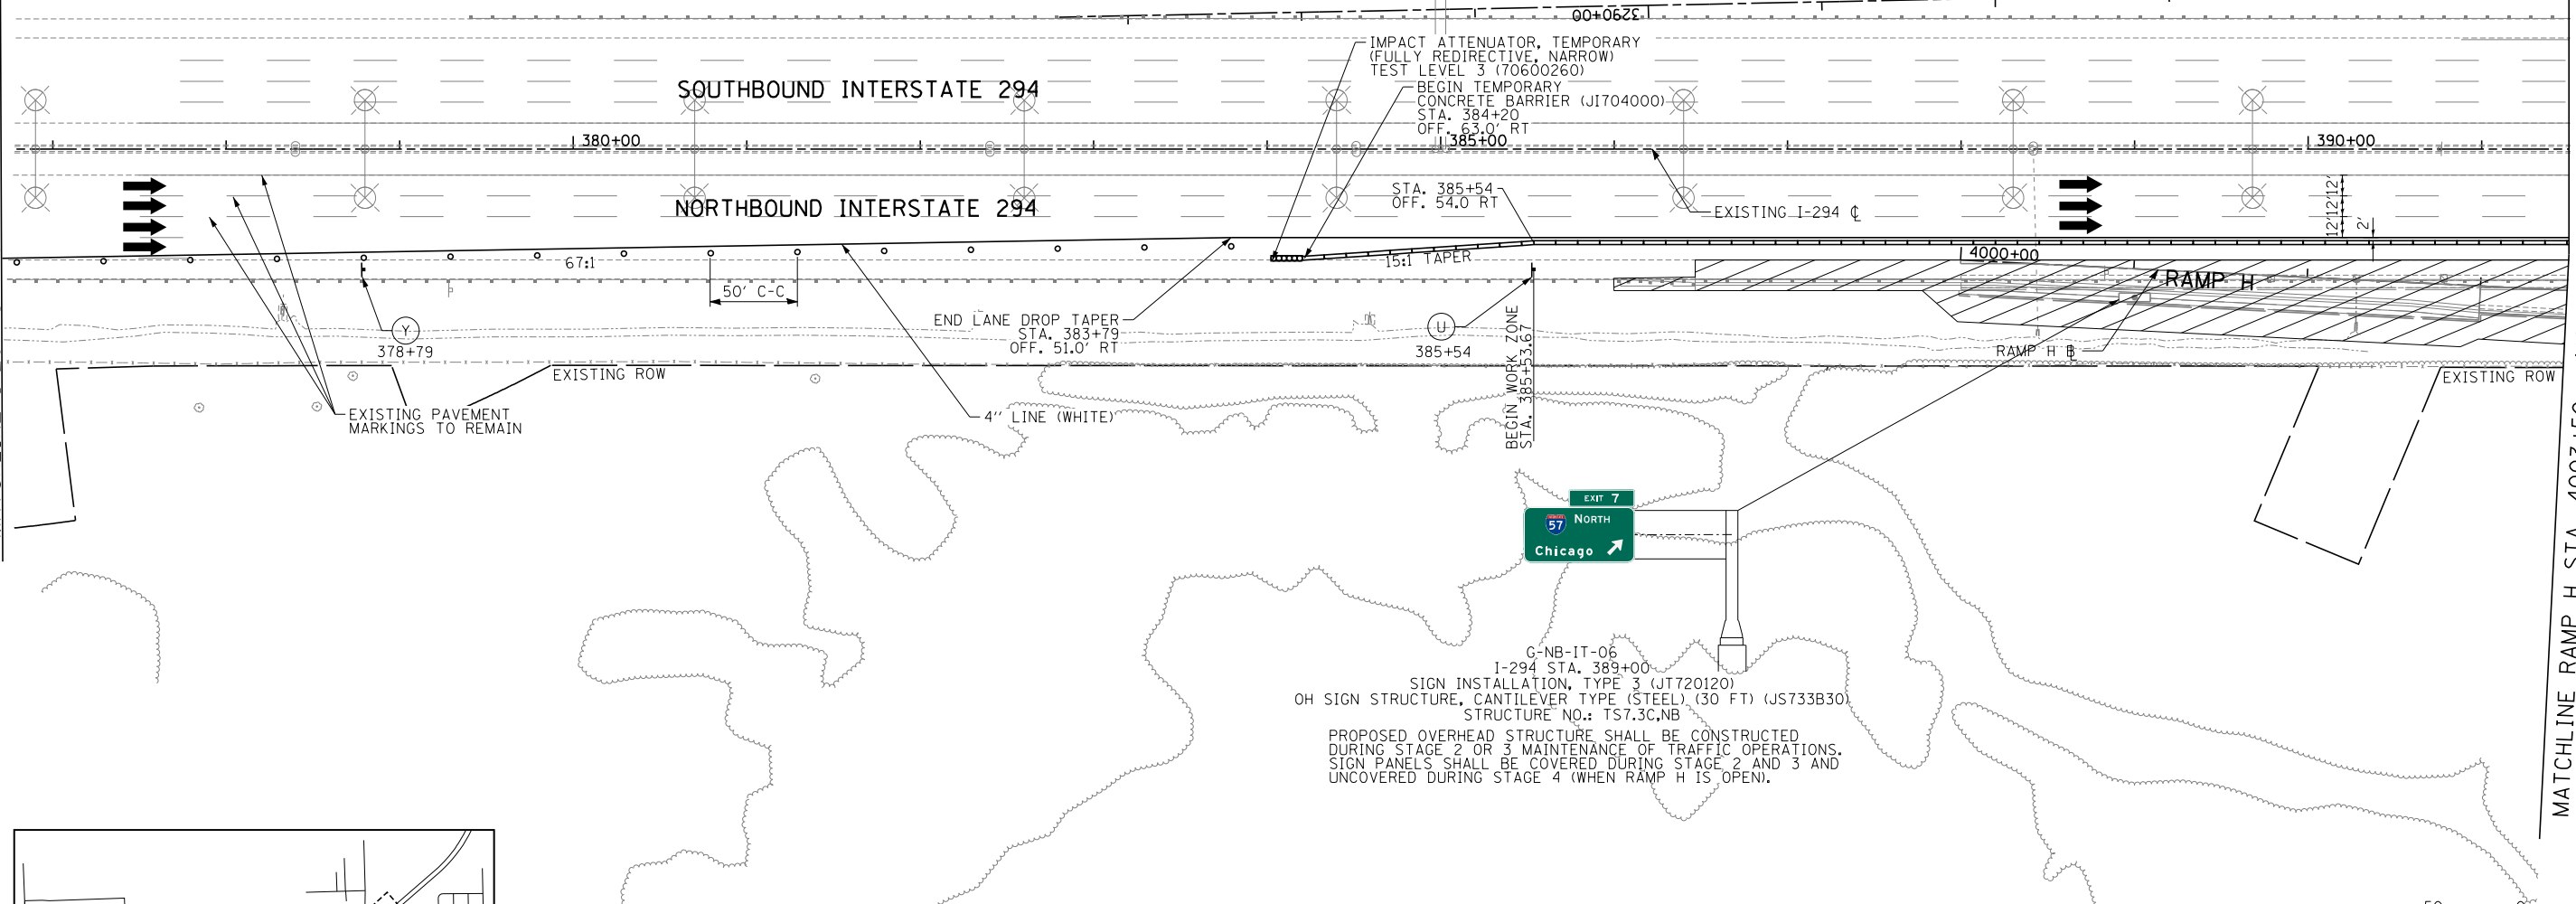 3290+00
IMPACT ATTENUATOR, TEMPORARY
(FULLY REDIRECTIVE, NARROW)
TEST LEVEL 3 (70600260)
BEGIN TEMPORARY
CONCRETE BARRIER (JI704000)
STA. 384+20
OFF. 63.0' RT
SOUTHBOUND INTERSTATE 294
380+00
385+00
390+00
NORTHBOUND INTERSTATE 294
STA. 385+54
OFF. 54.0 RT
EXISTING I-294 ℄
12'
12'
12'
2'
67:1
15:1 TAPER
4000+00
RAMP H
50' C-C
END LANE DROP TAPER
STA. 383+79
OFF. 51.0' RT
Y
378+79
U
385+54
BEGIN WORK ZONE
STA. 385+53.67
RAMP H ℄
EXISTING ROW
EXISTING ROW
EXISTING PAVEMENT
MARKINGS TO REMAIN
4'' LINE (WHITE)
EXIT 7
57 NORTH
Chicago
G-NB-IT-06
I-294 STA. 389+00
SIGN INSTALLATION, TYPE 3 (JT720120)
OH SIGN STRUCTURE, CANTILEVER TYPE (STEEL) (30 FT) (JS733B30)
STRUCTURE NO.: TS7.3C.NB
PROPOSED OVERHEAD STRUCTURE SHALL BE CONSTRUCTED
DURING STAGE 2 OR 3 MAINTENANCE OF TRAFFIC OPERATIONS.
SIGN PANELS SHALL BE COVERED DURING STAGE 2 AND 3 AND
UNCOVERED DURING STAGE 4 (WHEN RAMP H IS OPEN).
MATCHLINE RAMP H STA. 4003+50